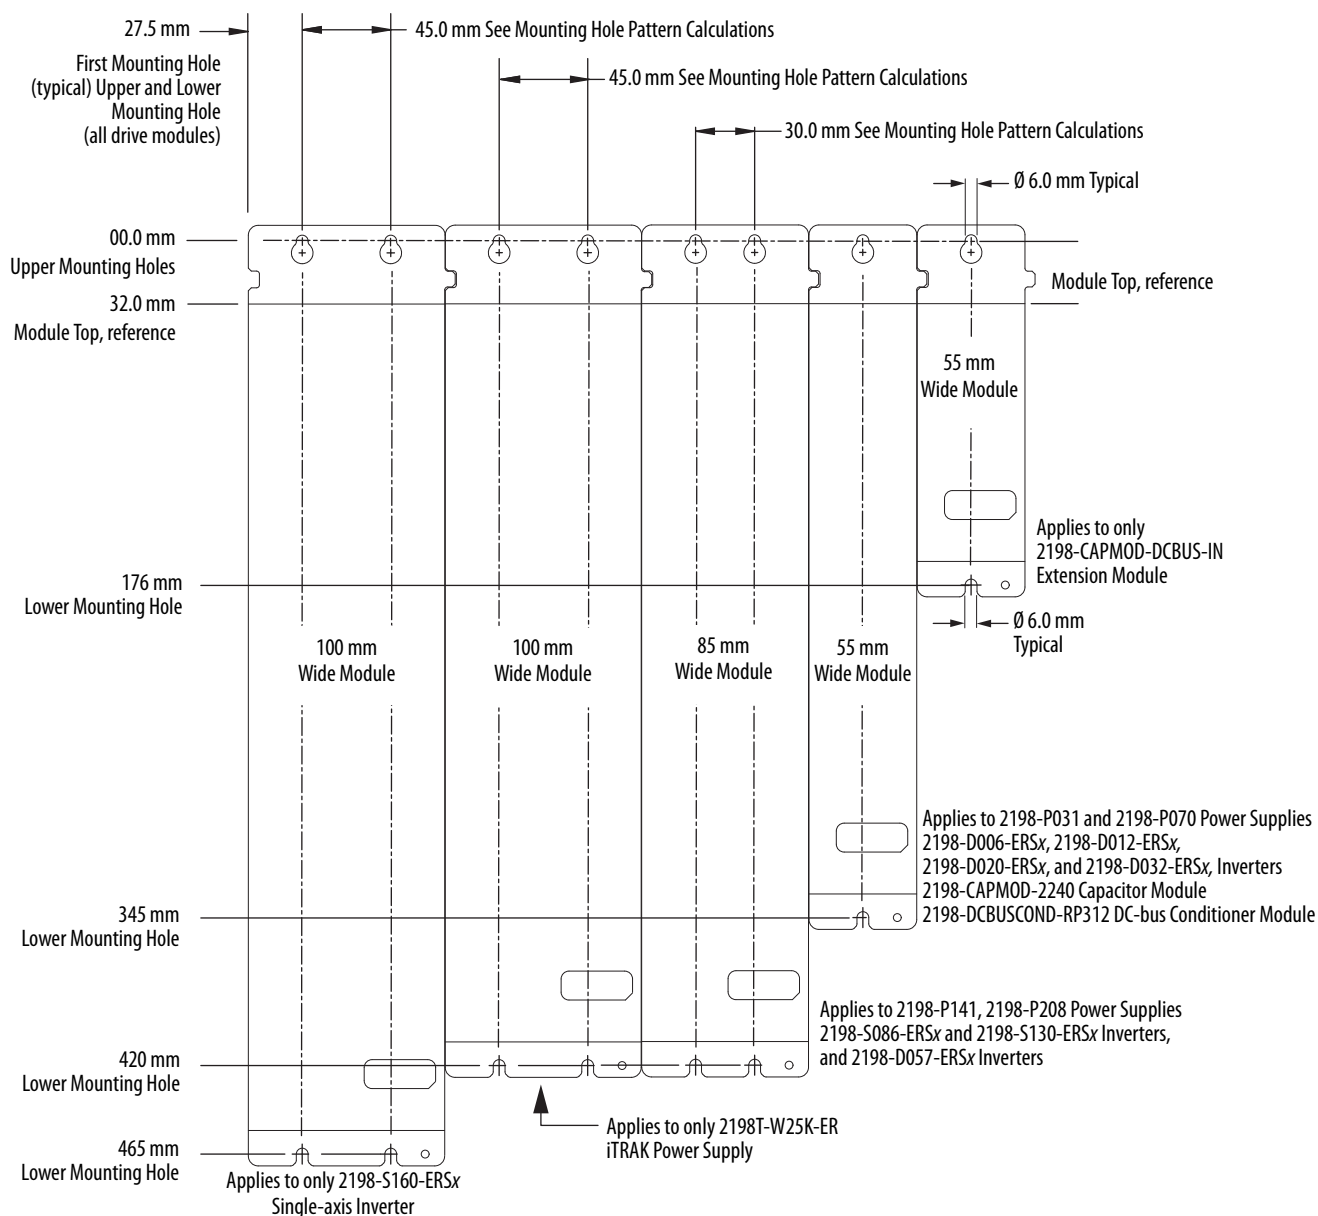 27.5 mm
First Mounting Hole
(typical) Upper and Lower
Mounting Hole
(all drive modules)
45.0 mm See Mounting Hole Pattern Calculations
45.0 mm See Mounting Hole Pattern Calculations
30.0 mm See Mounting Hole Pattern Calculations
Ø 6.0 mm Typical
00.0 mm
Upper Mounting Holes
32.0 mm
Module Top, reference
Module Top, reference
55 mm
Wide Module
Applies to only
2198-CAPMOD-DCBUS-IN
Extension Module
176 mm
Lower Mounting Hole
Ø 6.0 mm
Typical
100 mm
Wide Module
100 mm
Wide Module
85 mm
Wide Module
55 mm
Wide Module
Applies to 2198-P031 and 2198-P070 Power Supplies
2198-D006-ERSx, 2198-D012-ERSx,
2198-D020-ERSx, and 2198-D032-ERSx, Inverters
2198-CAPMOD-2240 Capacitor Module
2198-DCBUSCOND-RP312 DC-bus Conditioner Module
345 mm
Lower Mounting Hole
Applies to 2198-P141, 2198-P208 Power Supplies
2198-S086-ERSx and 2198-S130-ERSx Inverters,
and 2198-D057-ERSx Inverters
420 mm
Lower Mounting Hole
Applies to only 2198T-W25K-ER
iTRAK Power Supply
465 mm
Lower Mounting Hole
Applies to only 2198-S160-ERSx
Single-axis Inverter